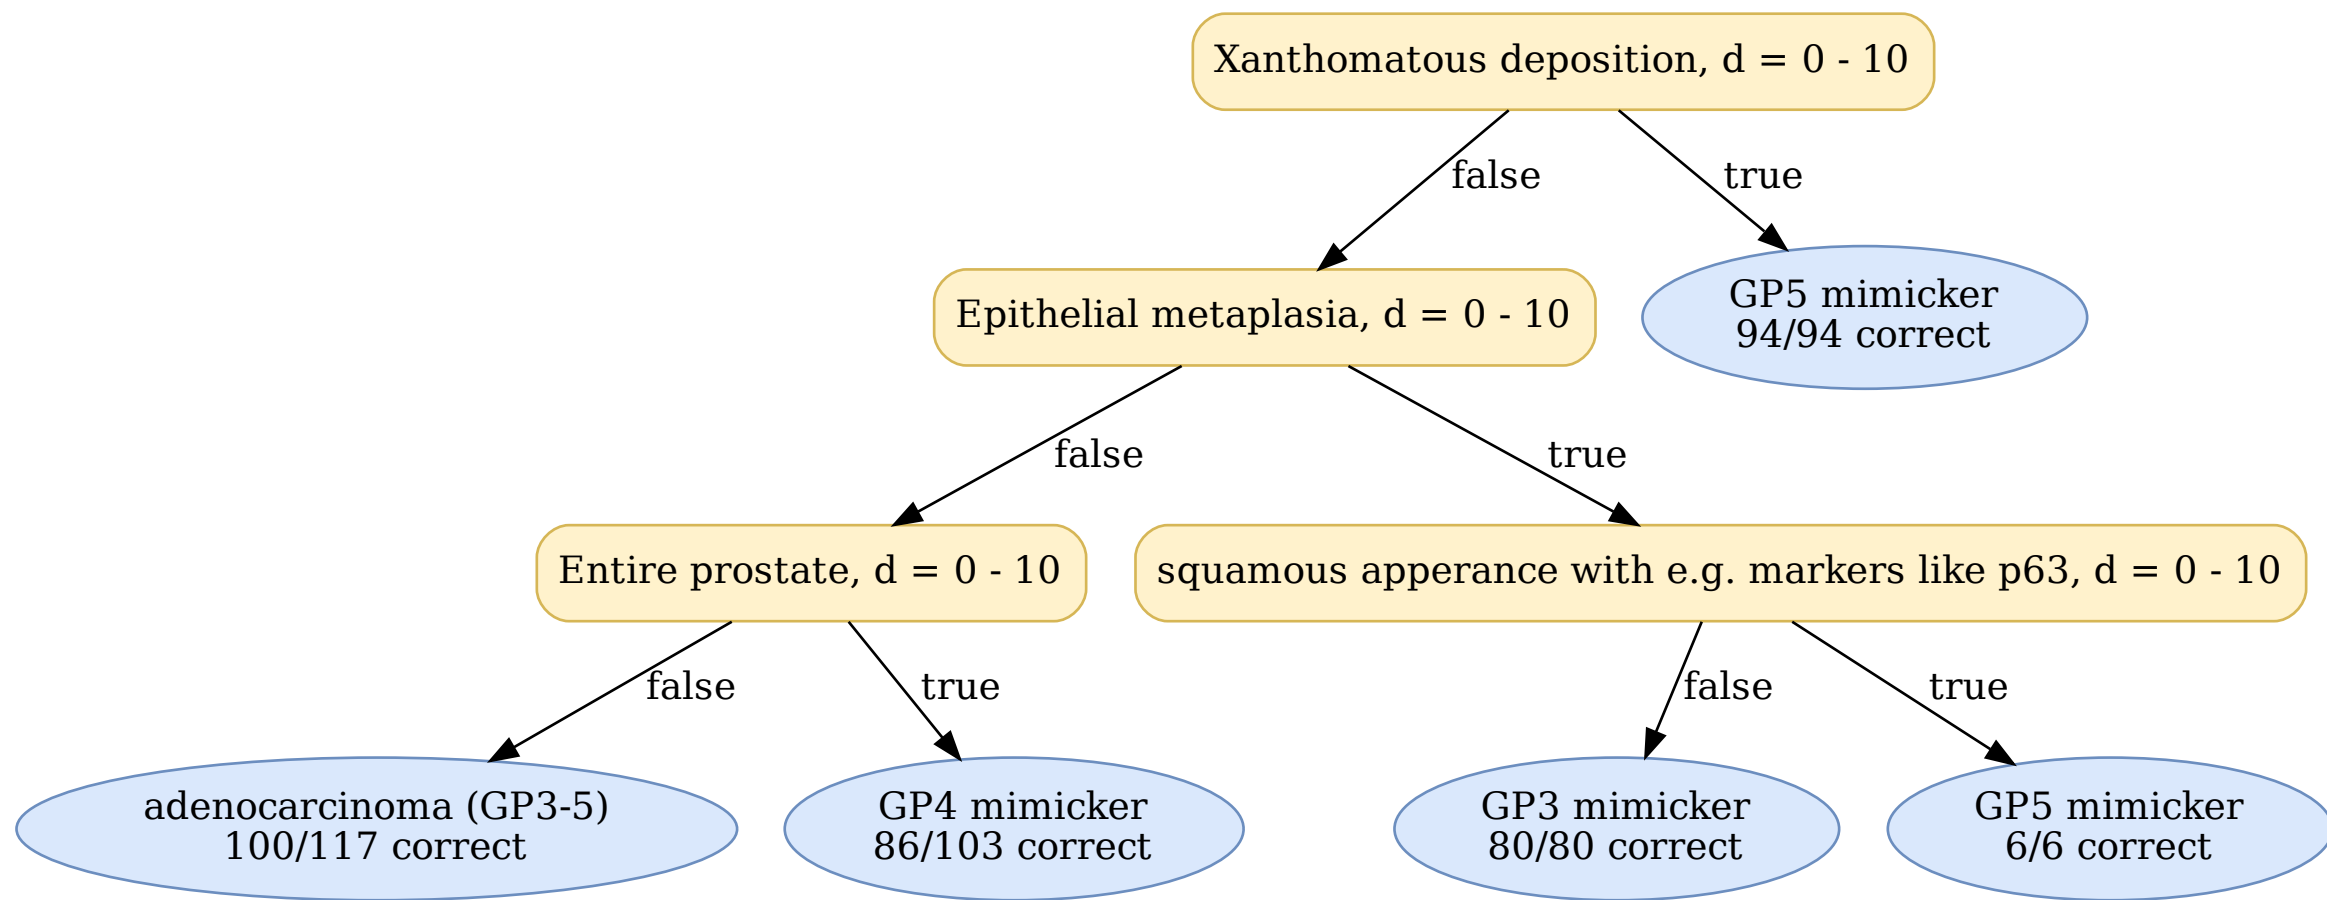 Xanthomatous deposition, d = 0 - 10
false
true
Epithelial metaplasia, d = 0 - 10
GP5 mimicker
94/94 correct
false
true
Entire prostate, d = 0 - 10
squamous apperance with e.g. markers like p63, d = 0 - 10
false
true
false
true
adenocarcinoma (GP3-5)
100/117 correct
GP4 mimicker
86/103 correct
GP3 mimicker
80/80 correct
GP5 mimicker
6/6 correct